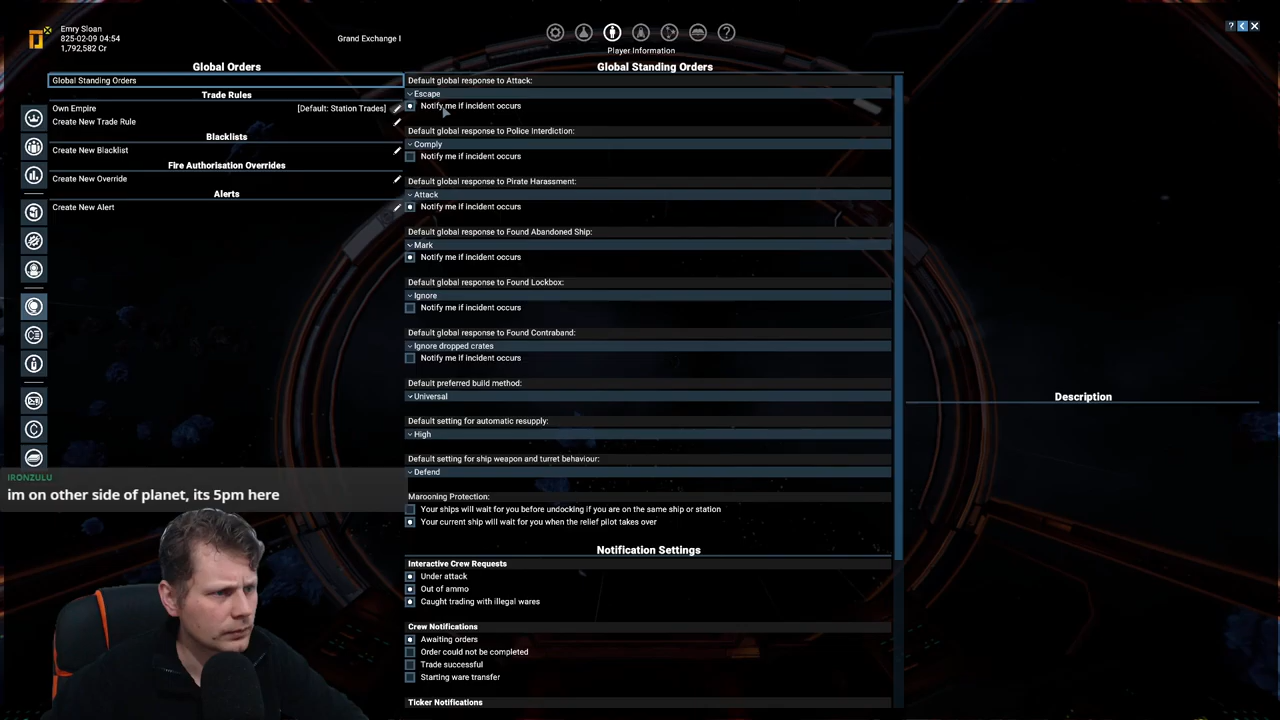 Emry Sloan
825-02-09 04:54
1,792,582 Cr
Grand Exchange I
Player Information
Global Orders
Global Standing Orders
Trade Rules
Own Empire [Default: Station Trades]
Create New Trade Rule
Blacklists
Create New Blacklist
Fire Authorisation Overrides
Create New Override
Alerts
Create New Alert
Global Standing Orders
Default global response to Attack:
Escape
Notify me if incident occurs
Default global response to Police Interdiction:
Comply
Notify me if incident occurs
Default global response to Pirate Harassment:
Attack
Notify me if incident occurs
Default global response to Found Abandoned Ship:
Mark
Notify me if incident occurs
Default global response to Found Lockbox:
Ignore
Notify me if incident occurs
Default global response to Found Contraband:
Ignore dropped crates
Notify me if incident occurs
Default preferred build method:
Universal
Default setting for automatic resupply:
High
Default setting for ship weapon and turret behaviour:
Defend
Marooning Protection:
Your ships will wait for you before undocking if you are on the same ship or station
Your current ship will wait for you when the relief pilot takes over
Notification Settings
Interactive Crew Requests
Under attack
Out of ammo
Caught trading with illegal wares
Crew Notifications
Awaiting orders
Order could not be completed
Trade successful
Starting ware transfer
Ticker Notifications
Description
IRONZULU
im on other side of planet, its 5pm here